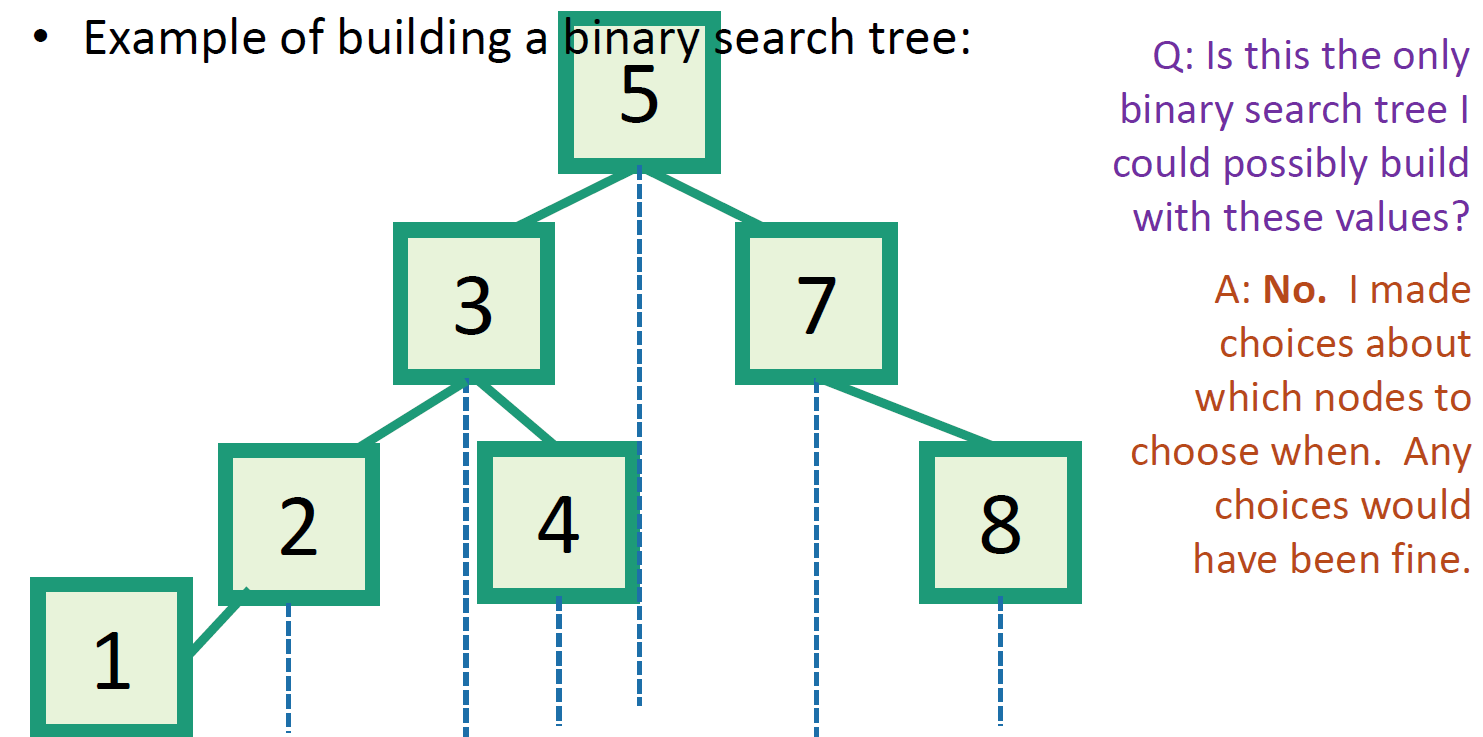 • Example of building a binary search tree:
5
3
7
2
4
8
1
Q: Is this the only
binary search tree I
could possibly build
with these values?
A: No. I made
choices about
which nodes to
choose when. Any
choices would
have been fine.